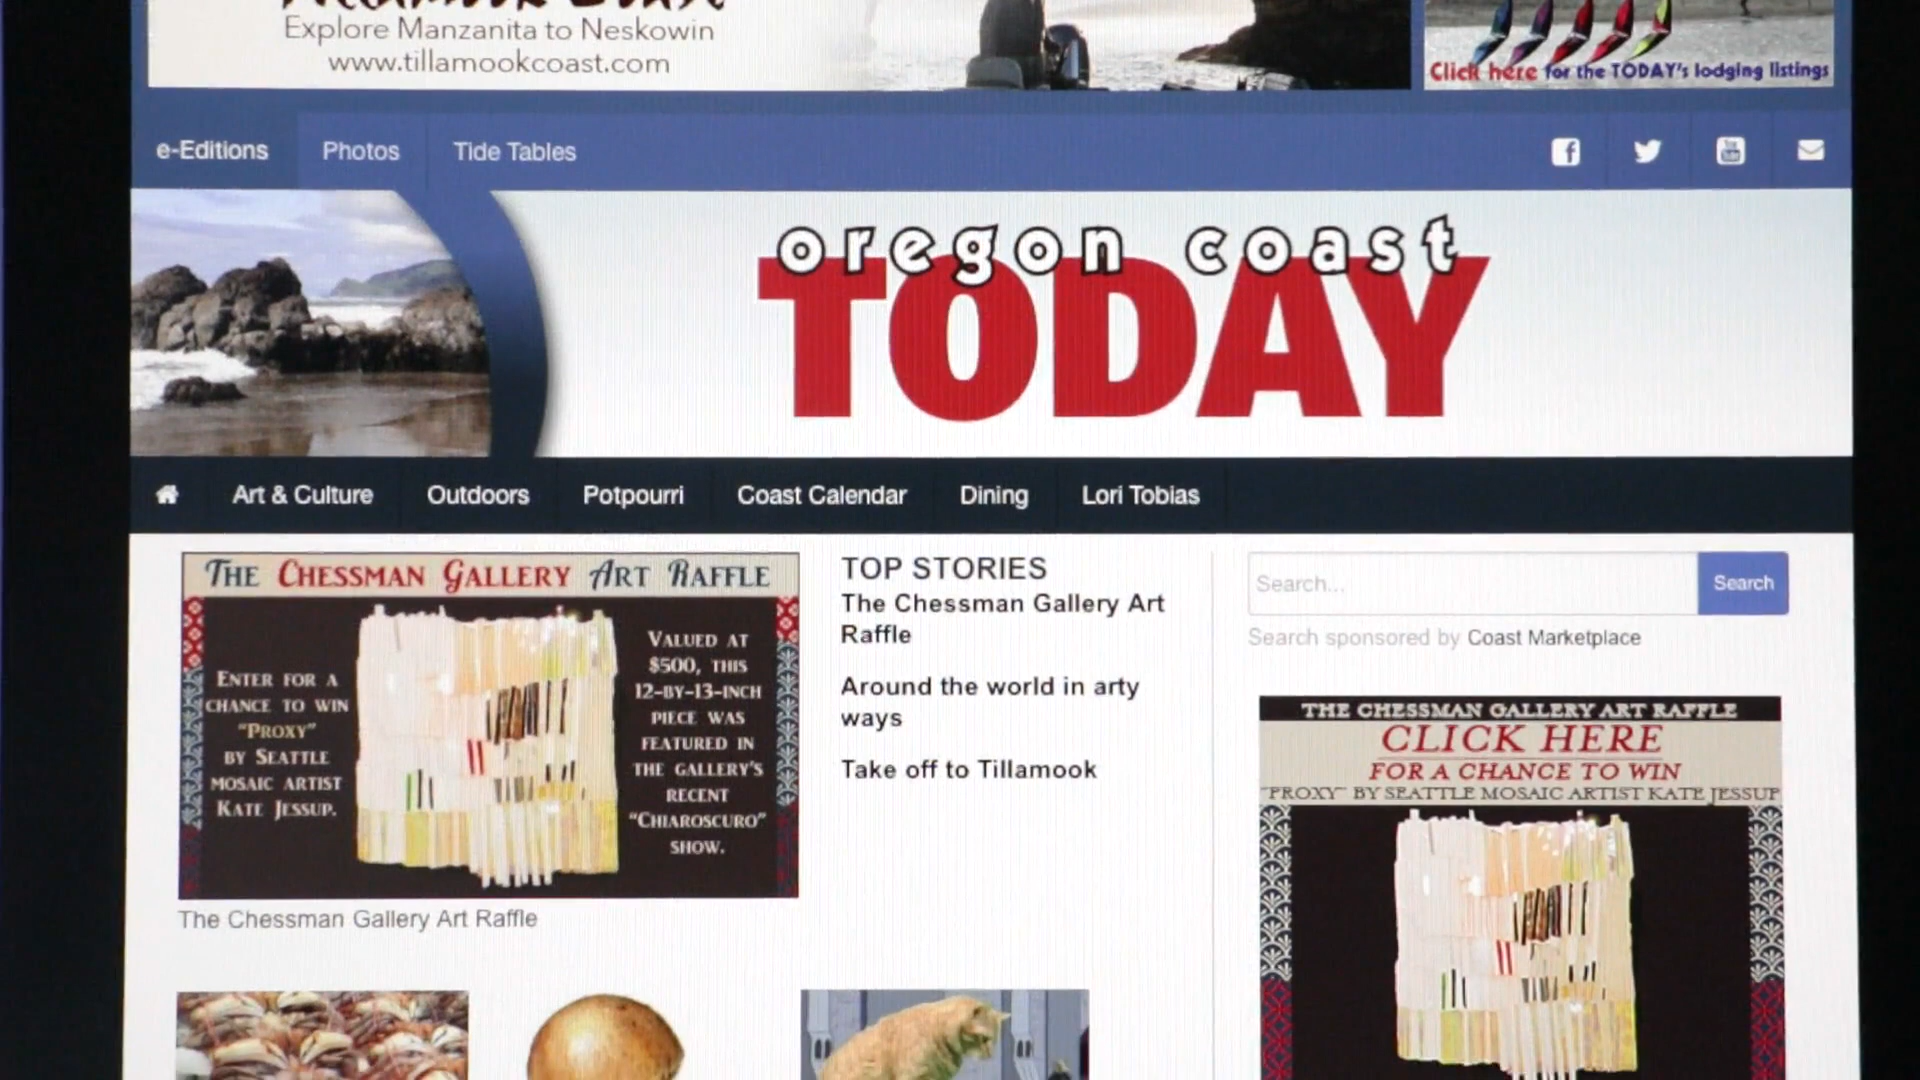 Explore Manzanita to Neskowin
www.tillamookcoast.com
Click here for the TODAY's lodging listings
e-Editions Photos Tide Tables
oregon coast
TODAY
Art & Culture Outdoors Potpourri Coast Calendar Dining Lori Tobias
THE CHESSMAN GALLERY ART RAFFLE
ENTER FOR A
CHANCE TO WIN
"PROXY"
BY SEATTLE
MOSAIC ARTIST
KATE JESSUP.
VALUED AT
$500, THIS
12-BY-13-INCH
PIECE WAS
FEATURED IN
THE GALLERY'S
RECENT
"CHIAROSCURO"
SHOW.
The Chessman Gallery Art Raffle
TOP STORIES
The Chessman Gallery Art
Raffle
Around the world in arty
ways
Take off to Tillamook
Search...
Search
Search sponsored by Coast Marketplace
THE CHESSMAN GALLERY ART RAFFLE
CLICK HERE
FOR A CHANCE TO WIN
"PROXY" BY SEATTLE MOSAIC ARTIST KATE JESSUP